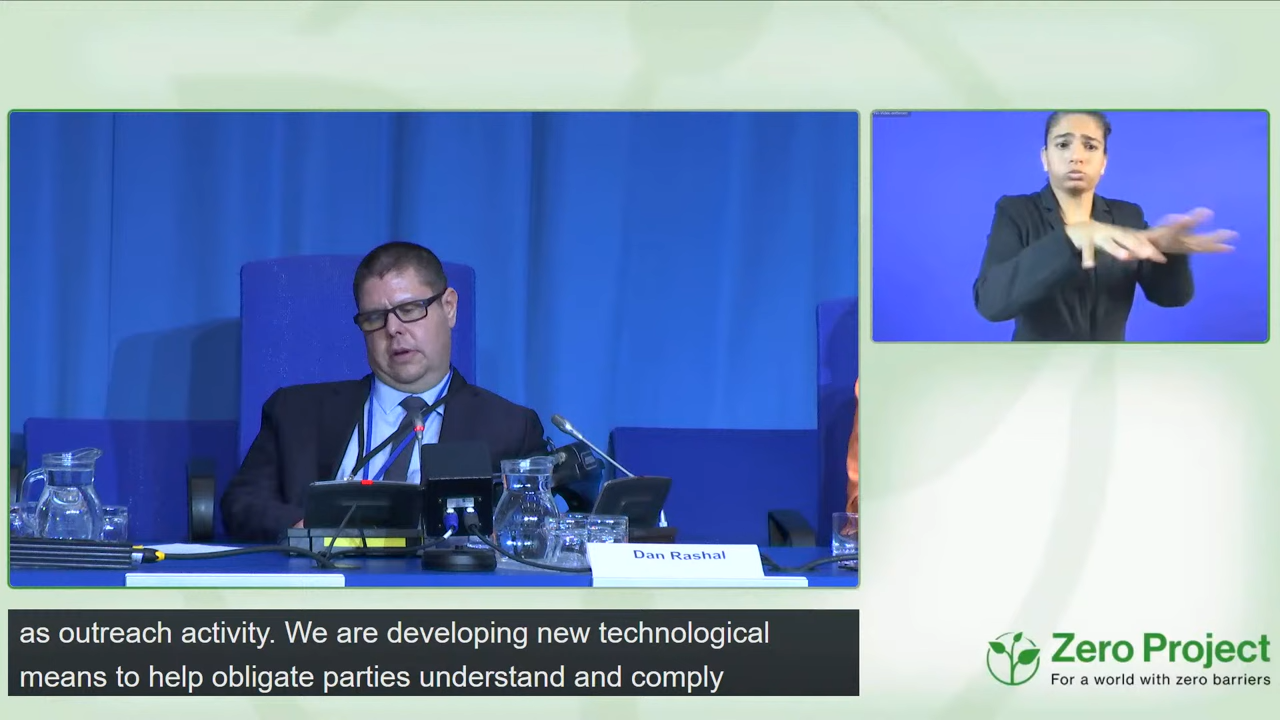 Dan Rashal
as outreach activity. We are developing new technological
means to help obligate parties understand and comply
Zero Project
For a world with zero barriers